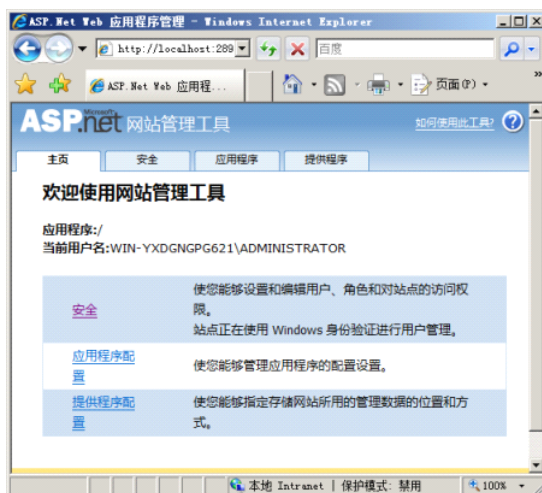 ASP.Net Web 应用程序管理 - Windows Internet Explorer
http://localhost:289
百度
ASP.Net Web 应用程...
页面(P)
»
Microsoft
ASP.net 网站管理工具
如何使用此工具?
?
主页 安全 应用程序 提供程序
欢迎使用网站管理工具
应用程序:/
当前用户名:WIN-YXDGNGPG621\ADMINISTRATOR
安全
使您能够设置和编辑用户、角色和对站点的访问权
限。
站点正在使用 Windows 身份验证进行用户管理。
应用程序配
置
使您能够管理应用程序的配置设置。
提供程序配
置
使您能够指定存储网站所用的管理数据的位置和方
式。
本地 Intranet | 保护模式: 禁用
100%